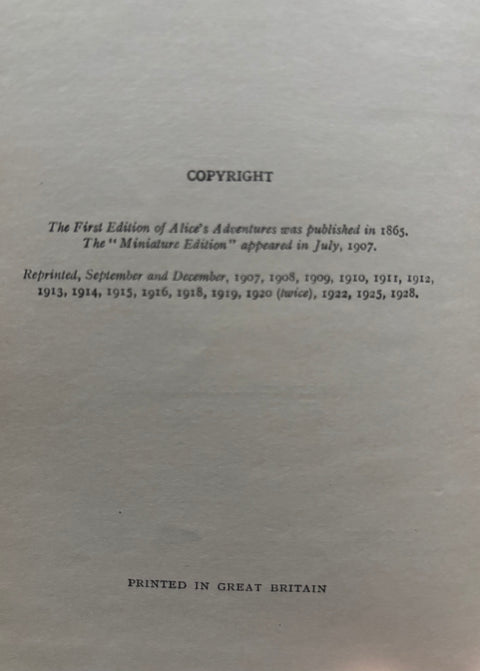 COPYRIGHT
The First Edition of Alice's Adventures was published in 1865.
The "Miniature Edition" appeared in July, 1907.
Reprinted, September and December, 1907, 1908, 1909, 1910, 1911, 1912,
1913, 1914, 1915, 1916, 1918, 1919, 1920 (twice), 1922, 1925, 1928.
PRINTED IN GREAT BRITAIN